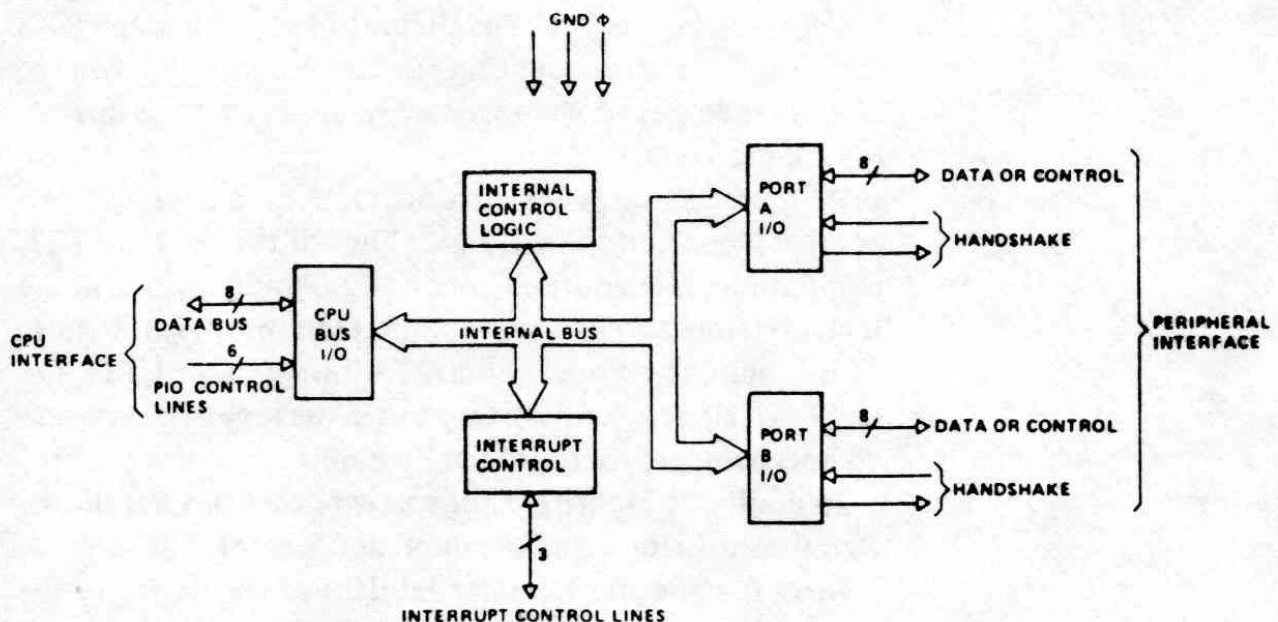 GND Φ
INTERNAL
CONTROL
LOGIC
PORT
A
I/O
8
DATA OR CONTROL
HANDSHAKE
CPU
INTERFACE
8
DATA BUS
6
PIO CONTROL
LINES
CPU
BUS
I/O
INTERNAL BUS
PERIPHERAL
INTERFACE
INTERRUPT
CONTROL
PORT
B
I/O
8
DATA OR CONTROL
HANDSHAKE
3
INTERRUPT CONTROL LINES